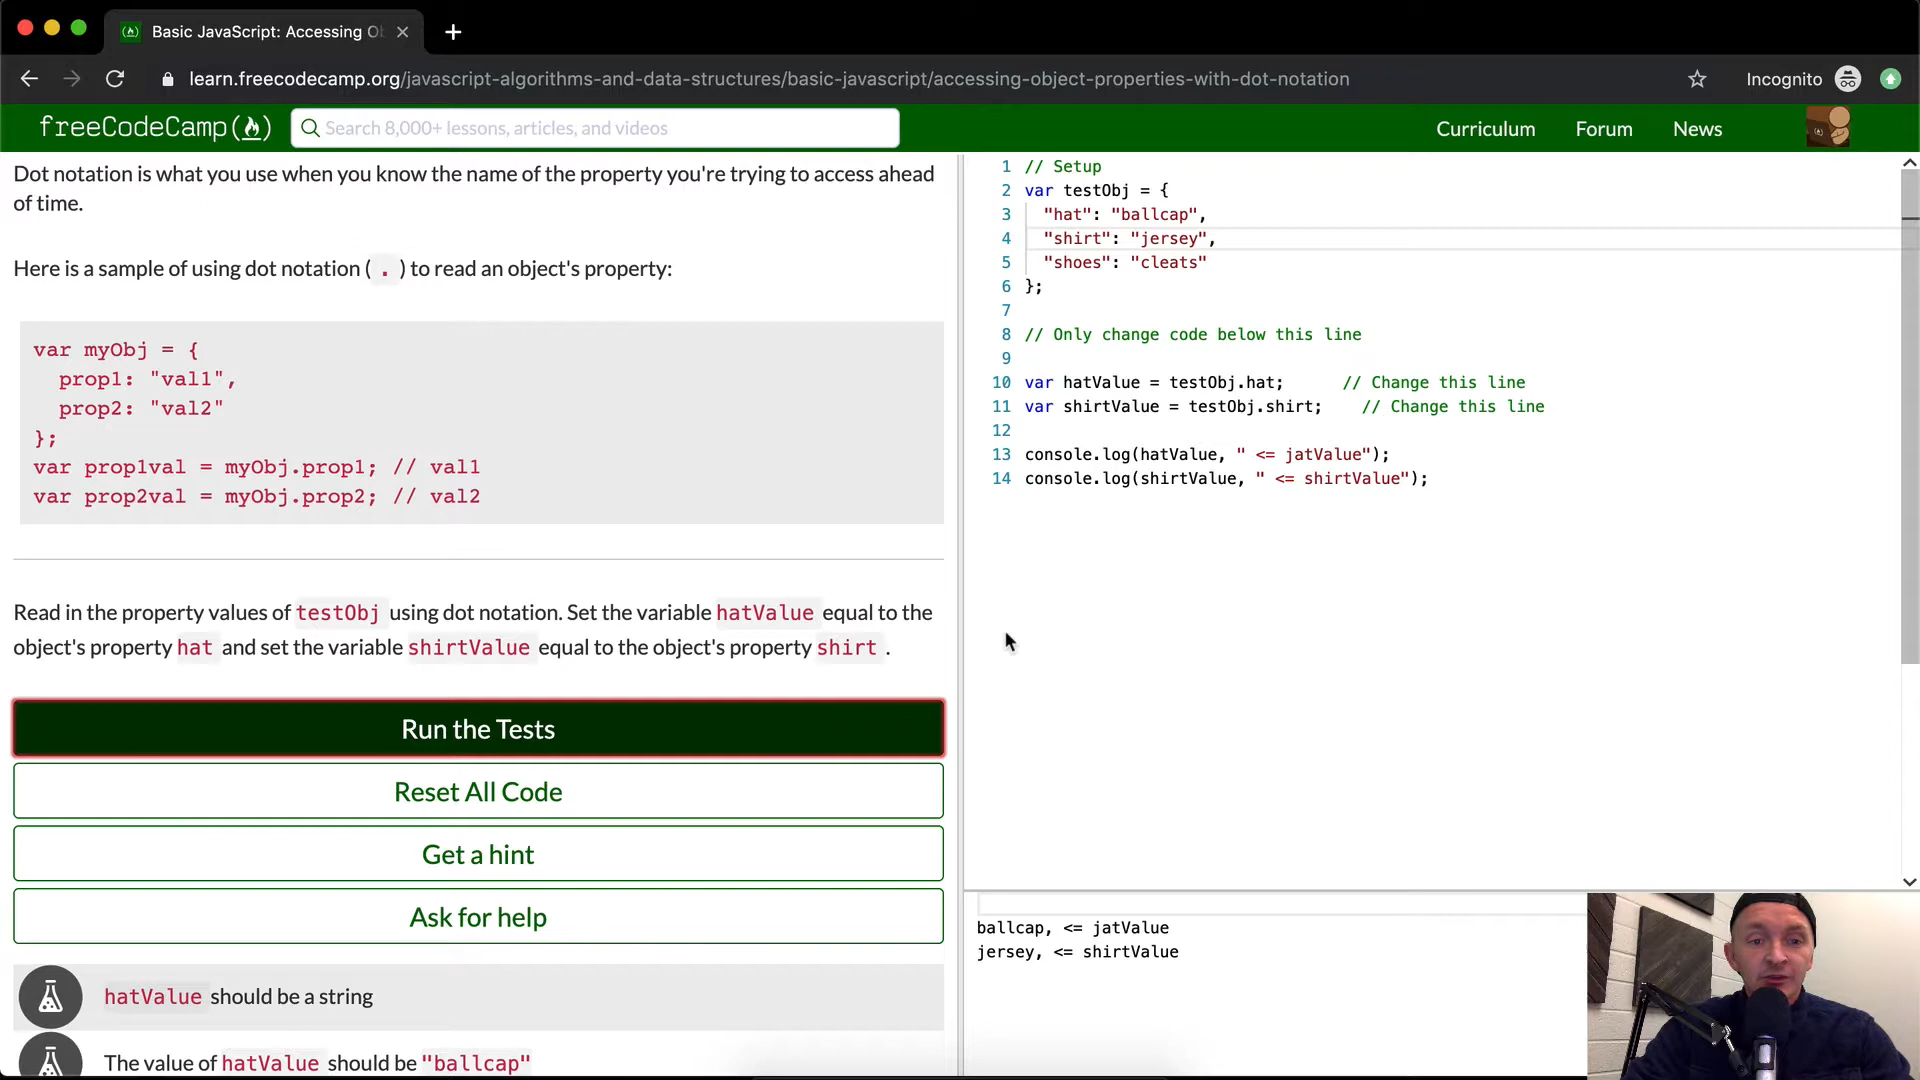 Basic JavaScript: Accessing Ob
learn.freecodecamp.org/javascript-algorithms-and-data-structures/basic-javascript/accessing-object-properties-with-dot-notation
Incognito
freeCodeCamp
Search 8,000+ lessons, articles, and videos
Curriculum
Forum
News
Dot notation is what you use when you know the name of the property you're trying to access ahead
of time.
Here is a sample of using dot notation ( . ) to read an object's property:
var myObj = {
prop1: "val1",
prop2: "val2"
};
var prop1val = myObj.prop1; // val1
var prop2val = myObj.prop2; // val2
Read in the property values of testObj using dot notation. Set the variable hatValue equal to the
object's property hat and set the variable shirtValue equal to the object's property shirt .
Run the Tests
Reset All Code
Get a hint
Ask for help
hatValue should be a string
The value of hatValue should be "ballcap"
1 // Setup
2 var testObj = {
3 "hat": "ballcap",
4 "shirt": "jersey",
5 "shoes": "cleats"
6 };
7
8 // Only change code below this line
9
10 var hatValue = testObj.hat; // Change this line
11 var shirtValue = testObj.shirt; // Change this line
12
13 console.log(hatValue, " <= jatValue");
14 console.log(shirtValue, " <= shirtValue");
ballcap, <= jatValue
jersey, <= shirtValue